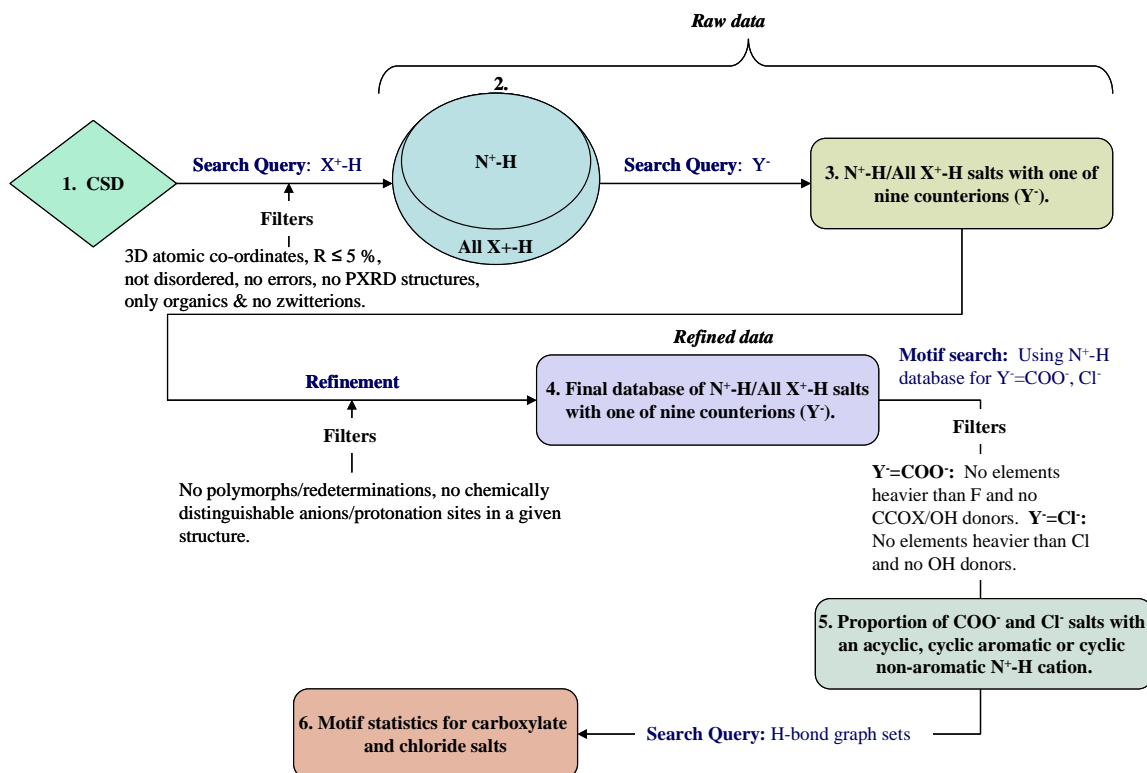 Raw data
2.
N⁺-H
All X+-H
1. CSD
Search Query: X⁺-H
Filters
3D atomic co-ordinates, R ≤ 5 %,
not disordered, no errors, no PXRD structures,
only organics & no zwitterions.
Search Query: Y⁻
3. N⁺-H/All X⁺-H salts with one of
nine counterions (Y⁻).
Refined data
Refinement
Filters
No polymorphs/redeterminations, no chemically
distinguishable anions/protonation sites in a given
structure.
4. Final database of N⁺-H/All X⁺-H salts
with one of nine counterions (Y⁻).
Motif search: Using N⁺-H
database for Y⁻=COO⁻, Cl⁻
Filters
Y⁻=COO⁻: No elements
heavier than F and no
CCOX/OH donors. Y⁻=Cl⁻:
No elements heavier than Cl
and no OH donors.
5. Proportion of COO⁻ and Cl⁻ salts with
an acyclic, cyclic aromatic or cyclic
non-aromatic N⁺-H cation.
Search Query: H-bond graph sets
6. Motif statistics for carboxylate
and chloride salts